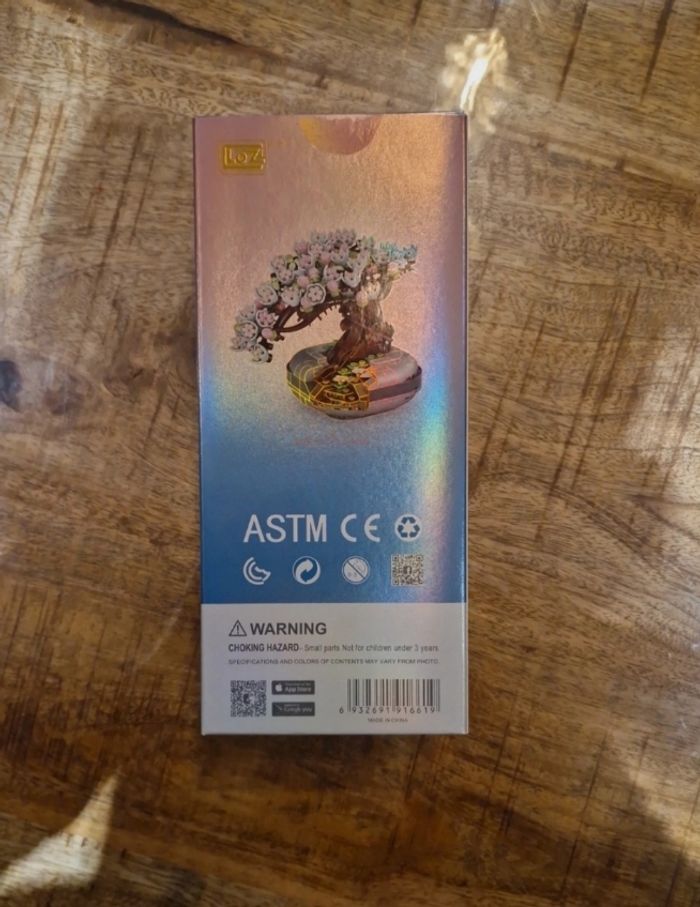 LOZ
ASTM CE
WARNING
CHOKING HAZARD - Small parts Not for children under 3 years
SPECIFICATIONS AND COLORS OF CONTENTS MAY VARY FROM PHOTO.
App Store
Google play
6 932691 916619
MADE IN CHINA